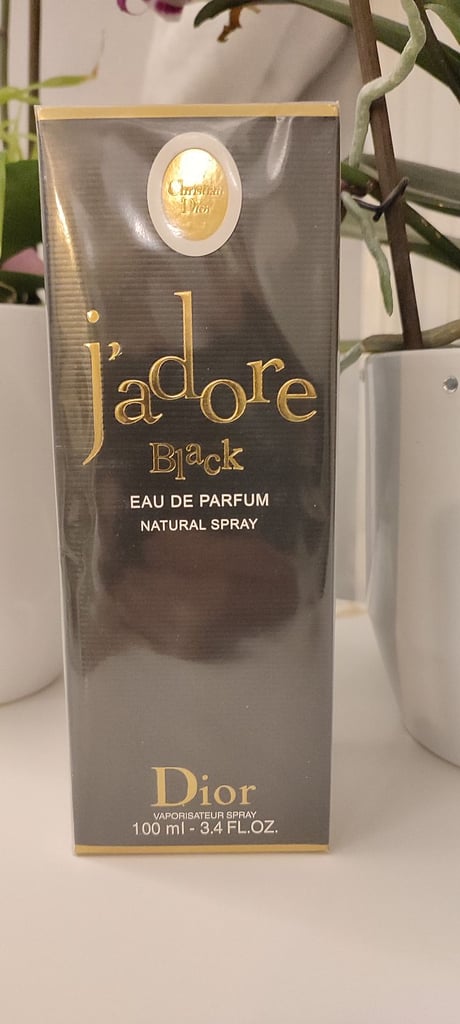 Christian
Dior
j'adore
Black
EAU DE PARFUM
NATURAL SPRAY
Dior
VAPORISATEUR SPRAY
100 ml - 3.4 FL.OZ.